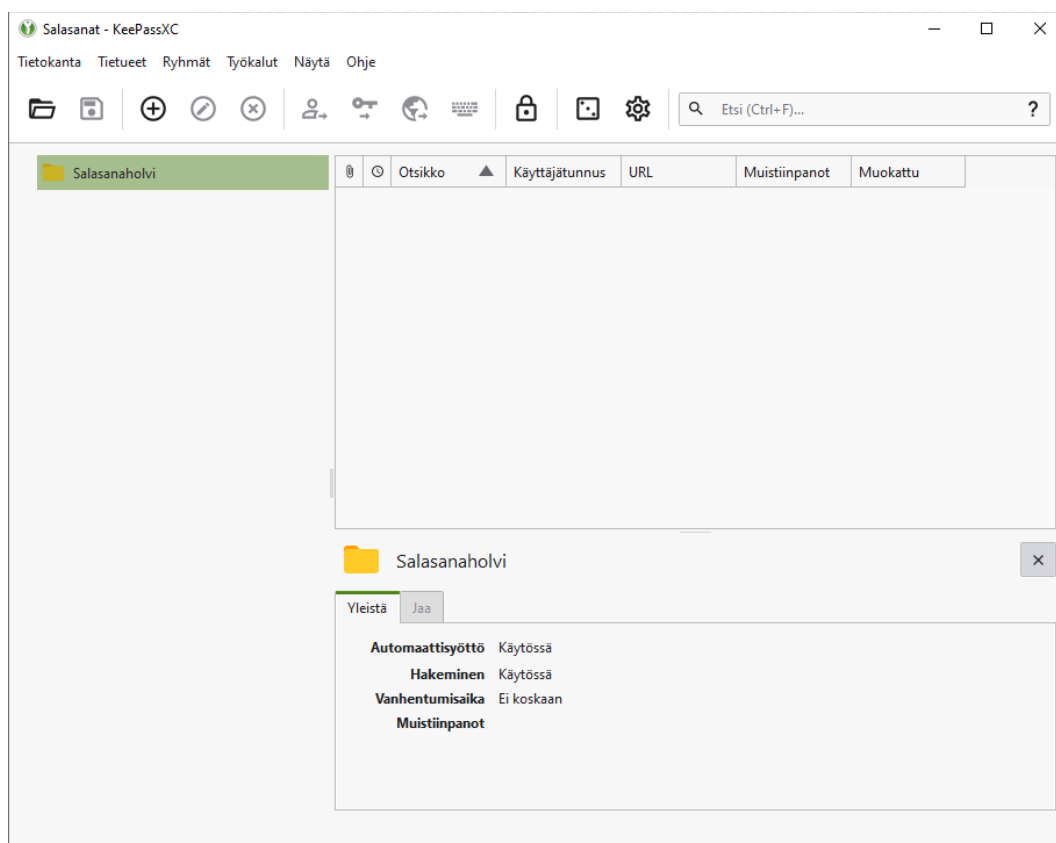 Salasanat - KeePassXC
Tietokanta Tietueet Ryhmät Työkalut Näytä Ohje
Etsi (Ctrl+F)... ?
Salasanaholvi
Otsikko Käyttäjätunnus URL Muistiinpanot Muokattu
Salasanaholvi
Yleistä Jaa
Automaattisyöttö Käytössä
Hakeminen Käytössä
Vanhentumisaika Ei koskaan
Muistiinpanot